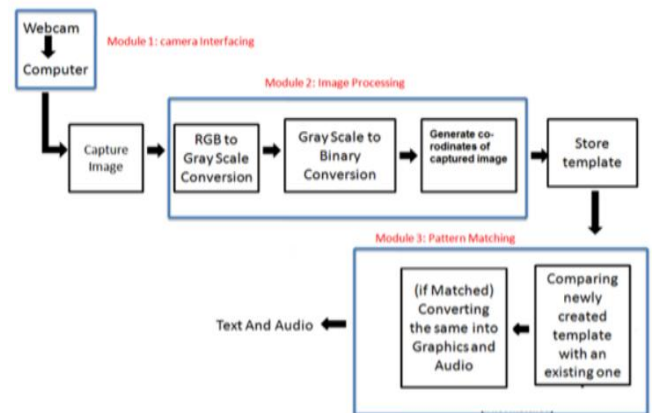 Webcam
Computer
Module 1: camera Interfacing
Module 2: Image Processing
Capture
Image
RGB to
Gray Scale
Conversion
Gray Scale to
Binary
Conversion
Generate co-
rodinates of
captured image
Store
template
Module 3: Pattern Matching
Comparing
newly
created
template
with an
existing one
(if Matched)
Converting
the same into
Graphics and
Audio
Text And Audio